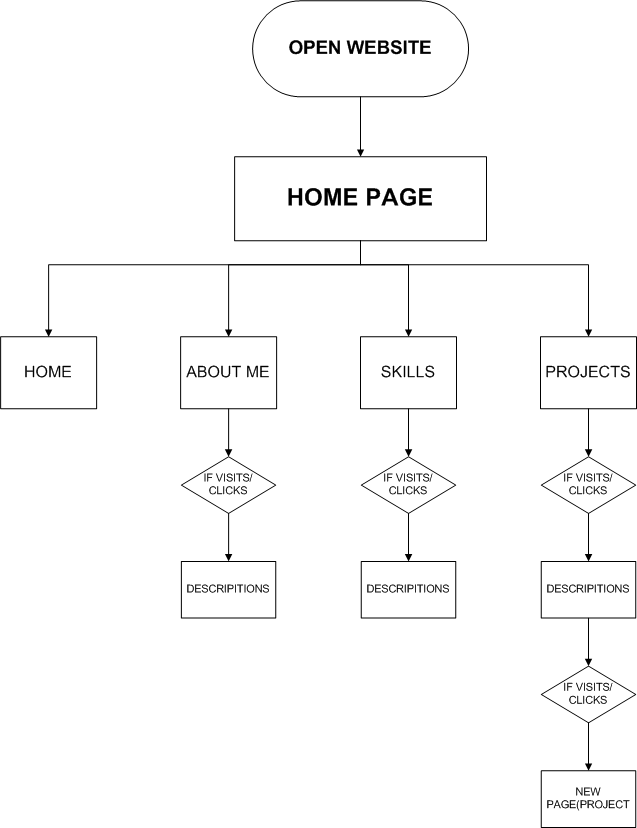 OPEN WEBSITE
HOME PAGE
HOME
ABOUT ME
SKILLS
PROJECTS
IF VISITS/
CLICKS
IF VISITS/
CLICKS
IF VISITS/
CLICKS
DESCRIPITIONS
DESCRIPITIONS
DESCRIPITIONS
IF VISITS/
CLICKS
NEW
PAGE(PROJECT